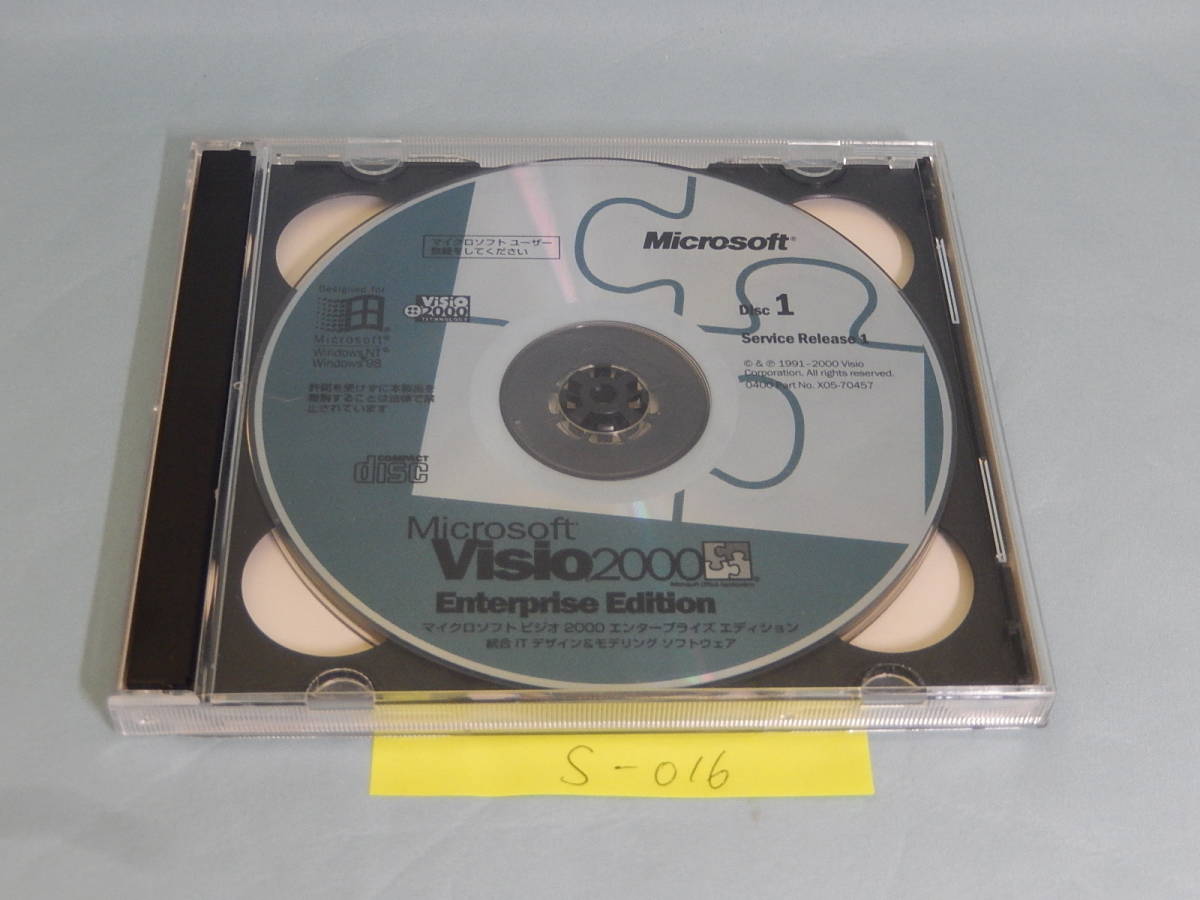 マイクロソフト ユーザー
登録をしてください
Microsoft®
Designed for
Microsoft®
Windows NT®
Windows®98
Visio
2000
TECHNOLOGY
Disc 1
Service Release 1
© & ℗ 1991-2000 Visio
Corporation. All rights reserved.
0400 Part No. X05-70457
許諾を受けずに本製品を
複製することは法律で禁
止されています
COMPACT
disc
Microsoft®
Visio 2000
Enterprise Edition
マイクロソフト ビジオ 2000 エンタープライズ エディション
統合 IT デザイン&モデリング ソフトウェア
S-016